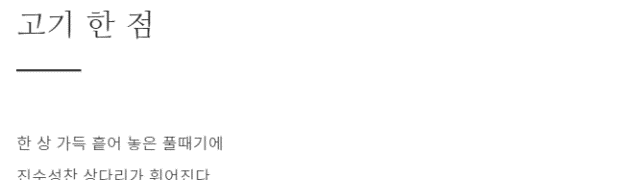 고기 한 점
한 상 가득 흩어 놓은 풀때기에
진수성찬 상다리가 휘어진다